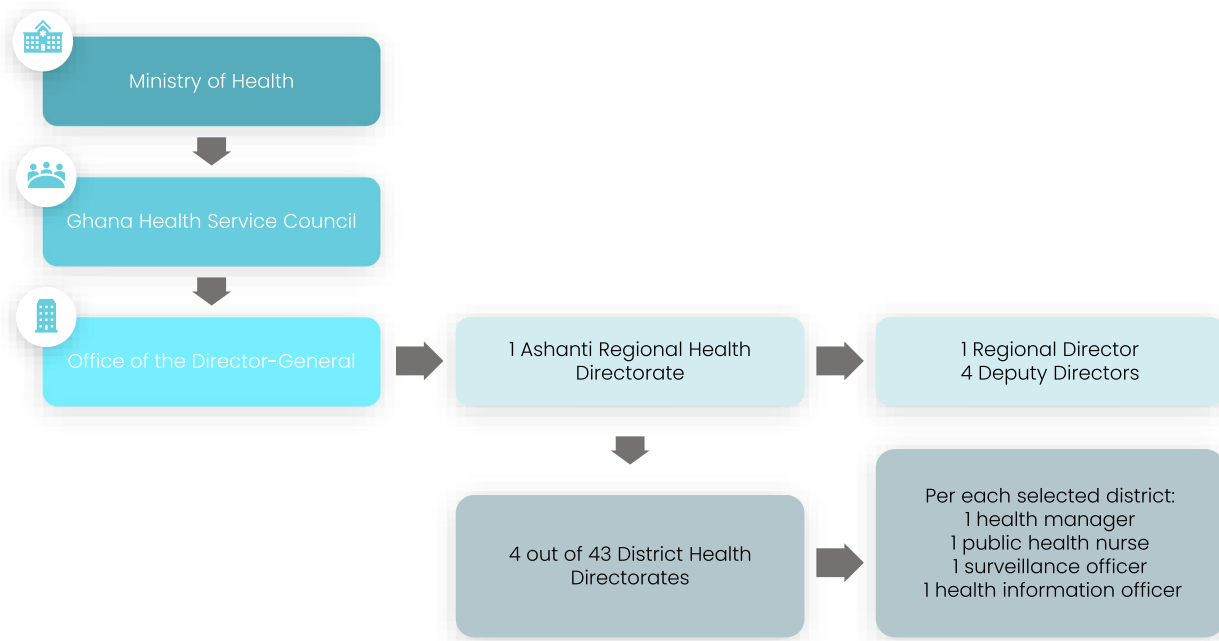 Ministry of Health
Ghana Health Service Council
Office of the Director-General
1 Ashanti Regional Health
Directorate
1 Regional Director
4 Deputy Directors
4 out of 43 District Health
Directorates
Per each selected district:
1 health manager
1 public health nurse
1 surveillance officer
1 health information officer